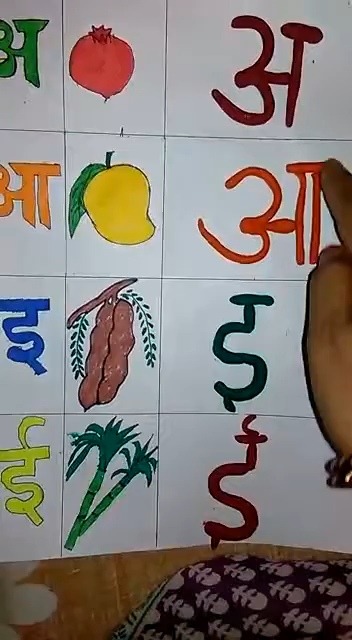 अ अ
आ आ
इ इ
ई ई